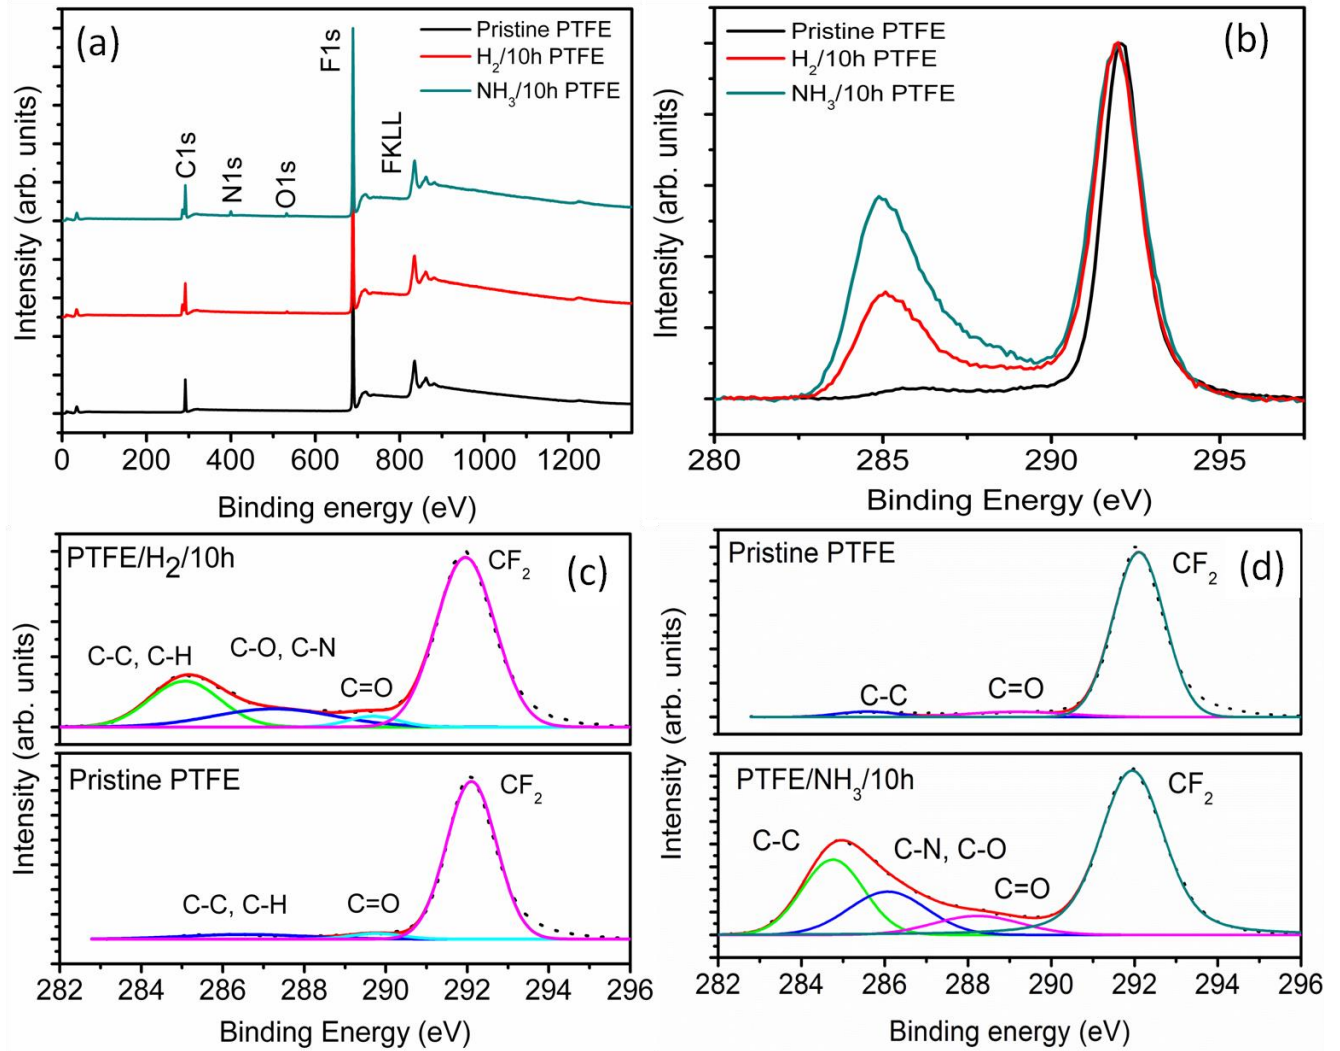 (a)
Pristine PTFE
H2/10h PTFE
NH3/10h PTFE
F1s
FKLL
C1s
N1s
O1s
Intensity (arb. units)
0 200 400 600 800 1000 1200
Binding energy (eV)
(b)
Pristine PTFE
H2/10h PTFE
NH3/10h PTFE
Intensity (arb. units)
280 285 290 295
Binding Energy (eV)
PTFE/H2/10h
(c)
CF2
C-C, C-H
C-O, C-N
C=O
Pristine PTFE
CF2
C-C, C-H
C=O
Intensity (arb. units)
282 284 286 288 290 292 294 296
Binding Energy (eV)
Pristine PTFE
(d)
CF2
C-C
C=O
PTFE/NH3/10h
CF2
C-C
C-N, C-O
C=O
Intensity (arb. units)
282 284 286 288 290 292 294 296
Binding energy (eV)